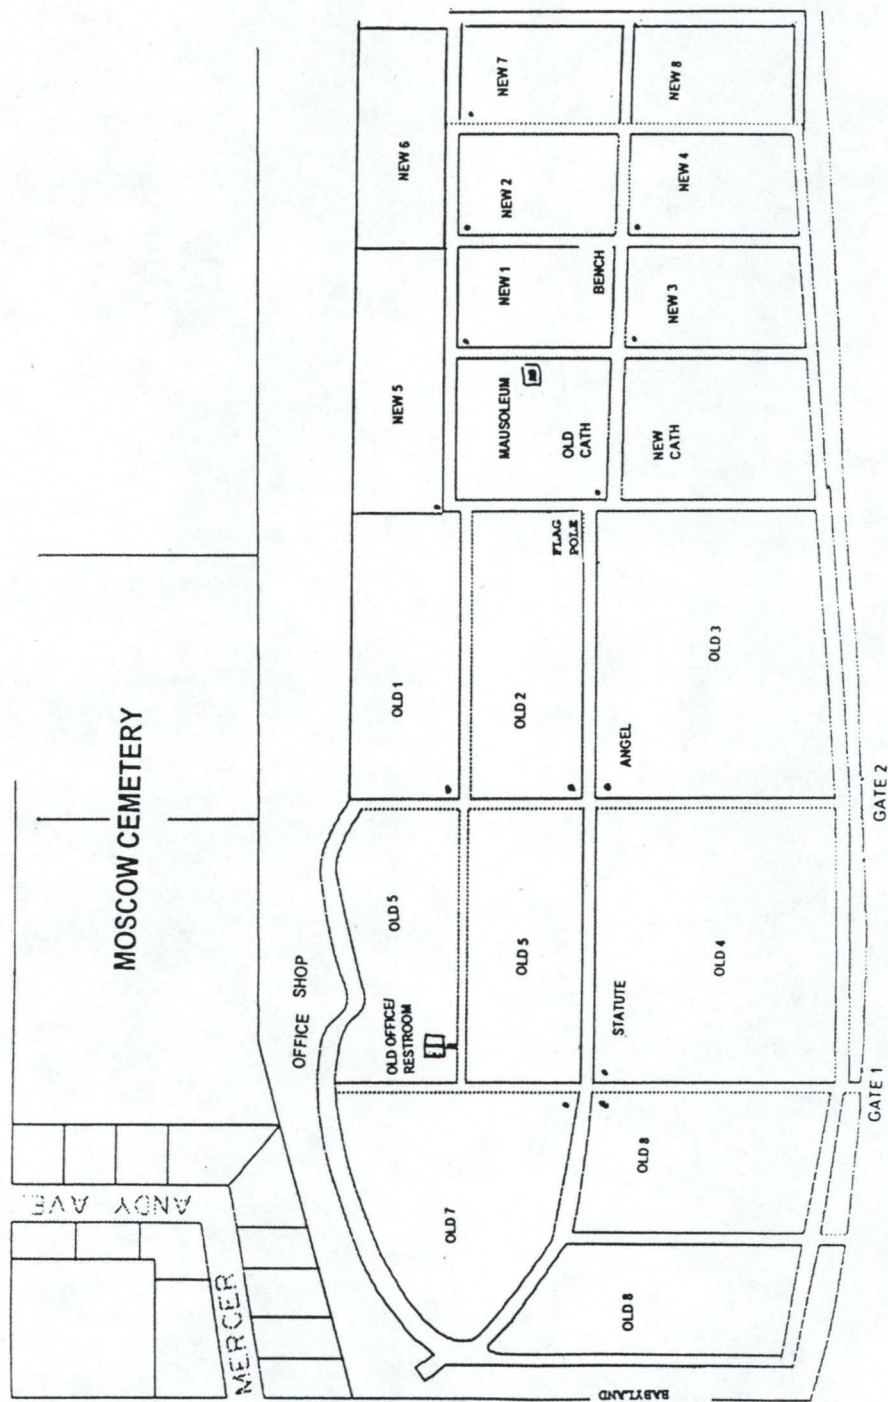 MOSCOW CEMETERY
ANDY AVE.
MERCER
OFFICE SHOP
OLD OFFICE/
RESTROOM
OLD 5
OLD 1
NEW 5
NEW 6
OLD 7
OLD 5
OLD 2
FLAG
POLE
MAUSOLEUM
OLD
CATH
NEW 1
BENCH
NEW 2
NEW 7
OLD 8
OLD 8
STATUTE
OLD 4
ANGEL
OLD 3
NEW
CATH
NEW 3
NEW 4
NEW 8
BABYLAND
GATE 1
GATE 2